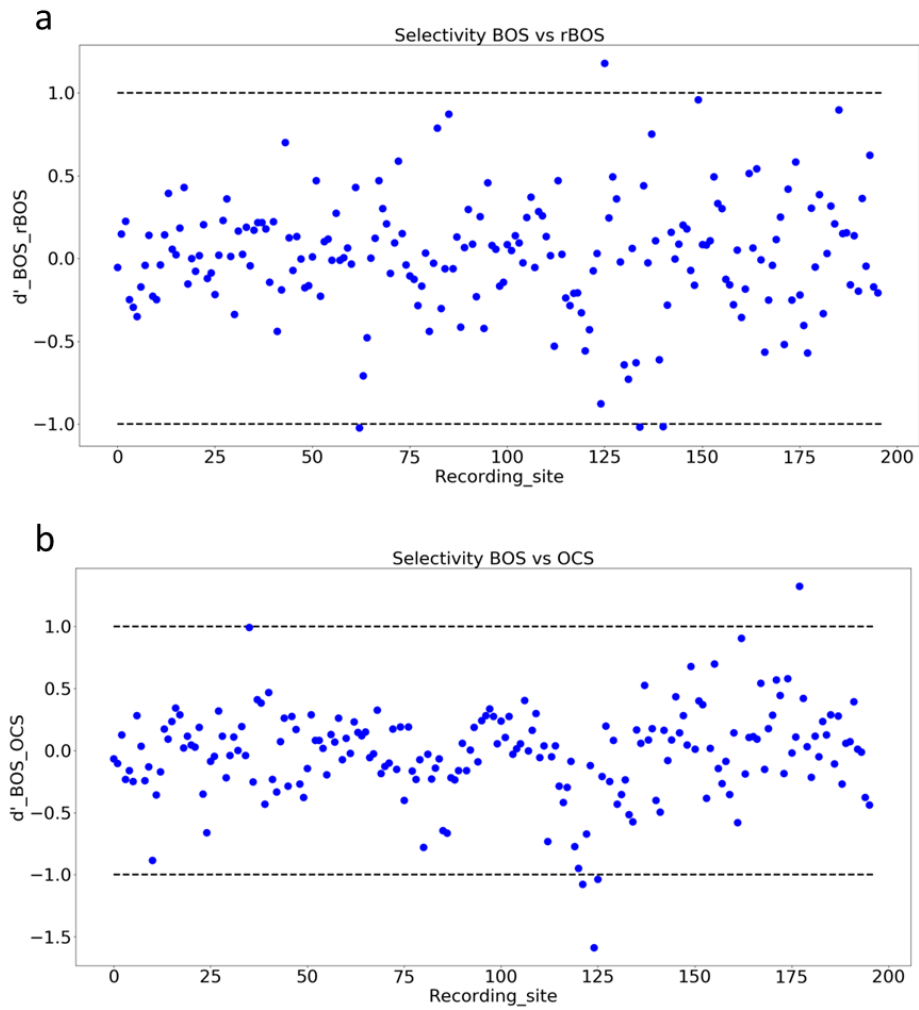 a
Selectivity BOS vs rBOS
1.0
0.5
0.0
−0.5
−1.0
d'_BOS_rBOS
0 25 50 75 100 125 150 175 200
Recording_site
b
Selectivity BOS vs OCS
1.0
0.5
0.0
−0.5
−1.0
−1.5
d'_BOS_OCS
0 25 50 75 100 125 150 175 200
Recording_site